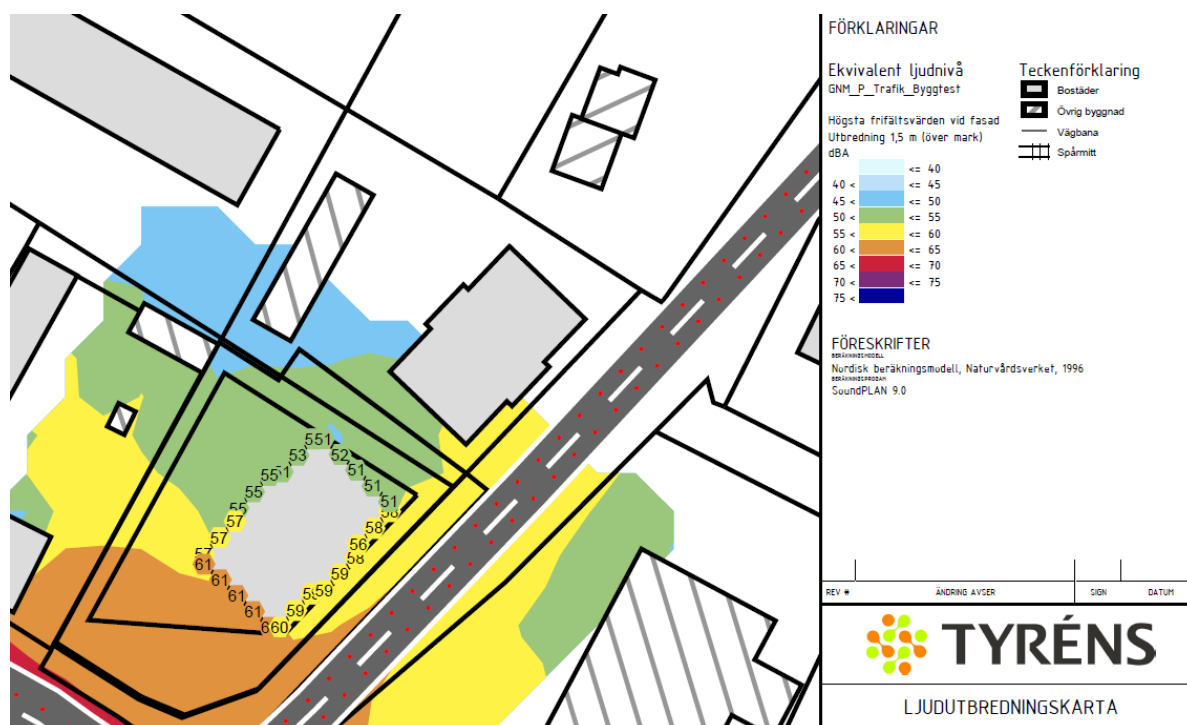 FÖRKLARINGAR
Ekvivalent ljudnivå
GNM_P_Trafik_Byggtest
Högsta frifältsvärden vid fasad
Utbredning 1,5 m (över mark)
dBA
<= 40
40 < <= 45
45 < <= 50
50 < <= 55
55 < <= 60
60 < <= 65
65 < <= 70
70 < <= 75
75 <
Teckenförklaring
Bostäder
Övrig byggnad
Vägbana
Spårmitt
FÖRESKRIFTER
BERÄKNINGSMODELL
Nordisk beräkningsmodell, Naturvårdsverket, 1996
BERÄKNINGSPROGAM
SoundPLAN 9.0
REV # ÄNDRING AVSER SIGN DATUM
TYRÉNS
LJUDUTBREDNINGSKARTA
51
53
52
51
55
51
55
51
55
57
58
57
56
58
61
59
61
59
61
59
61
60